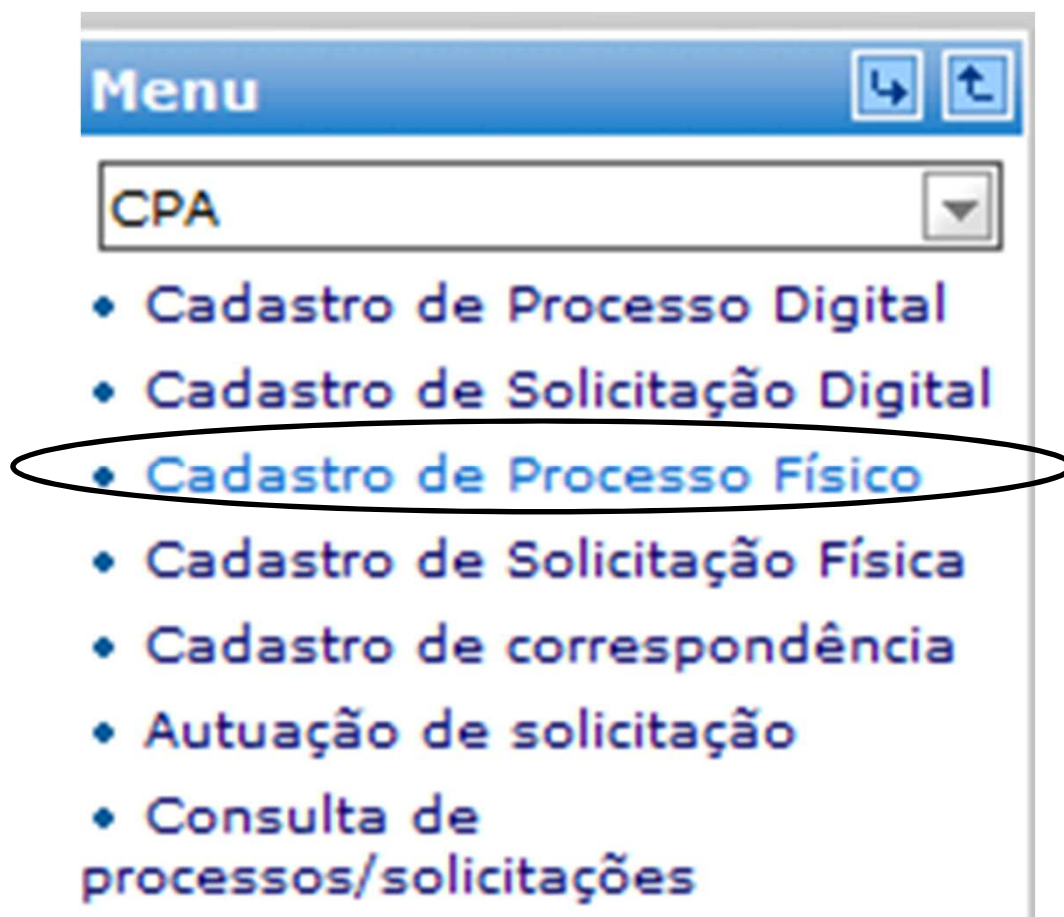 Menu
CPA
• Cadastro de Processo Digital
• Cadastro de Solicitação Digital
• Cadastro de Processo Físico
• Cadastro de Solicitação Física
• Cadastro de correspondência
• Autuação de solicitação
• Consulta de
processos/solicitações